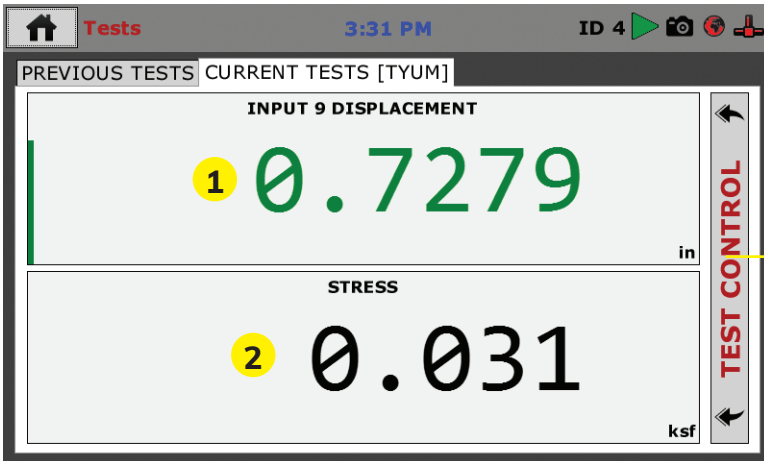 Tests 3:31 PM ID 4
PREVIOUS TESTS CURRENT TESTS [TYUM]
INPUT 9 DISPLACEMENT
1 0.7279
in
STRESS
2 0.031
ksf
TEST CONTROL